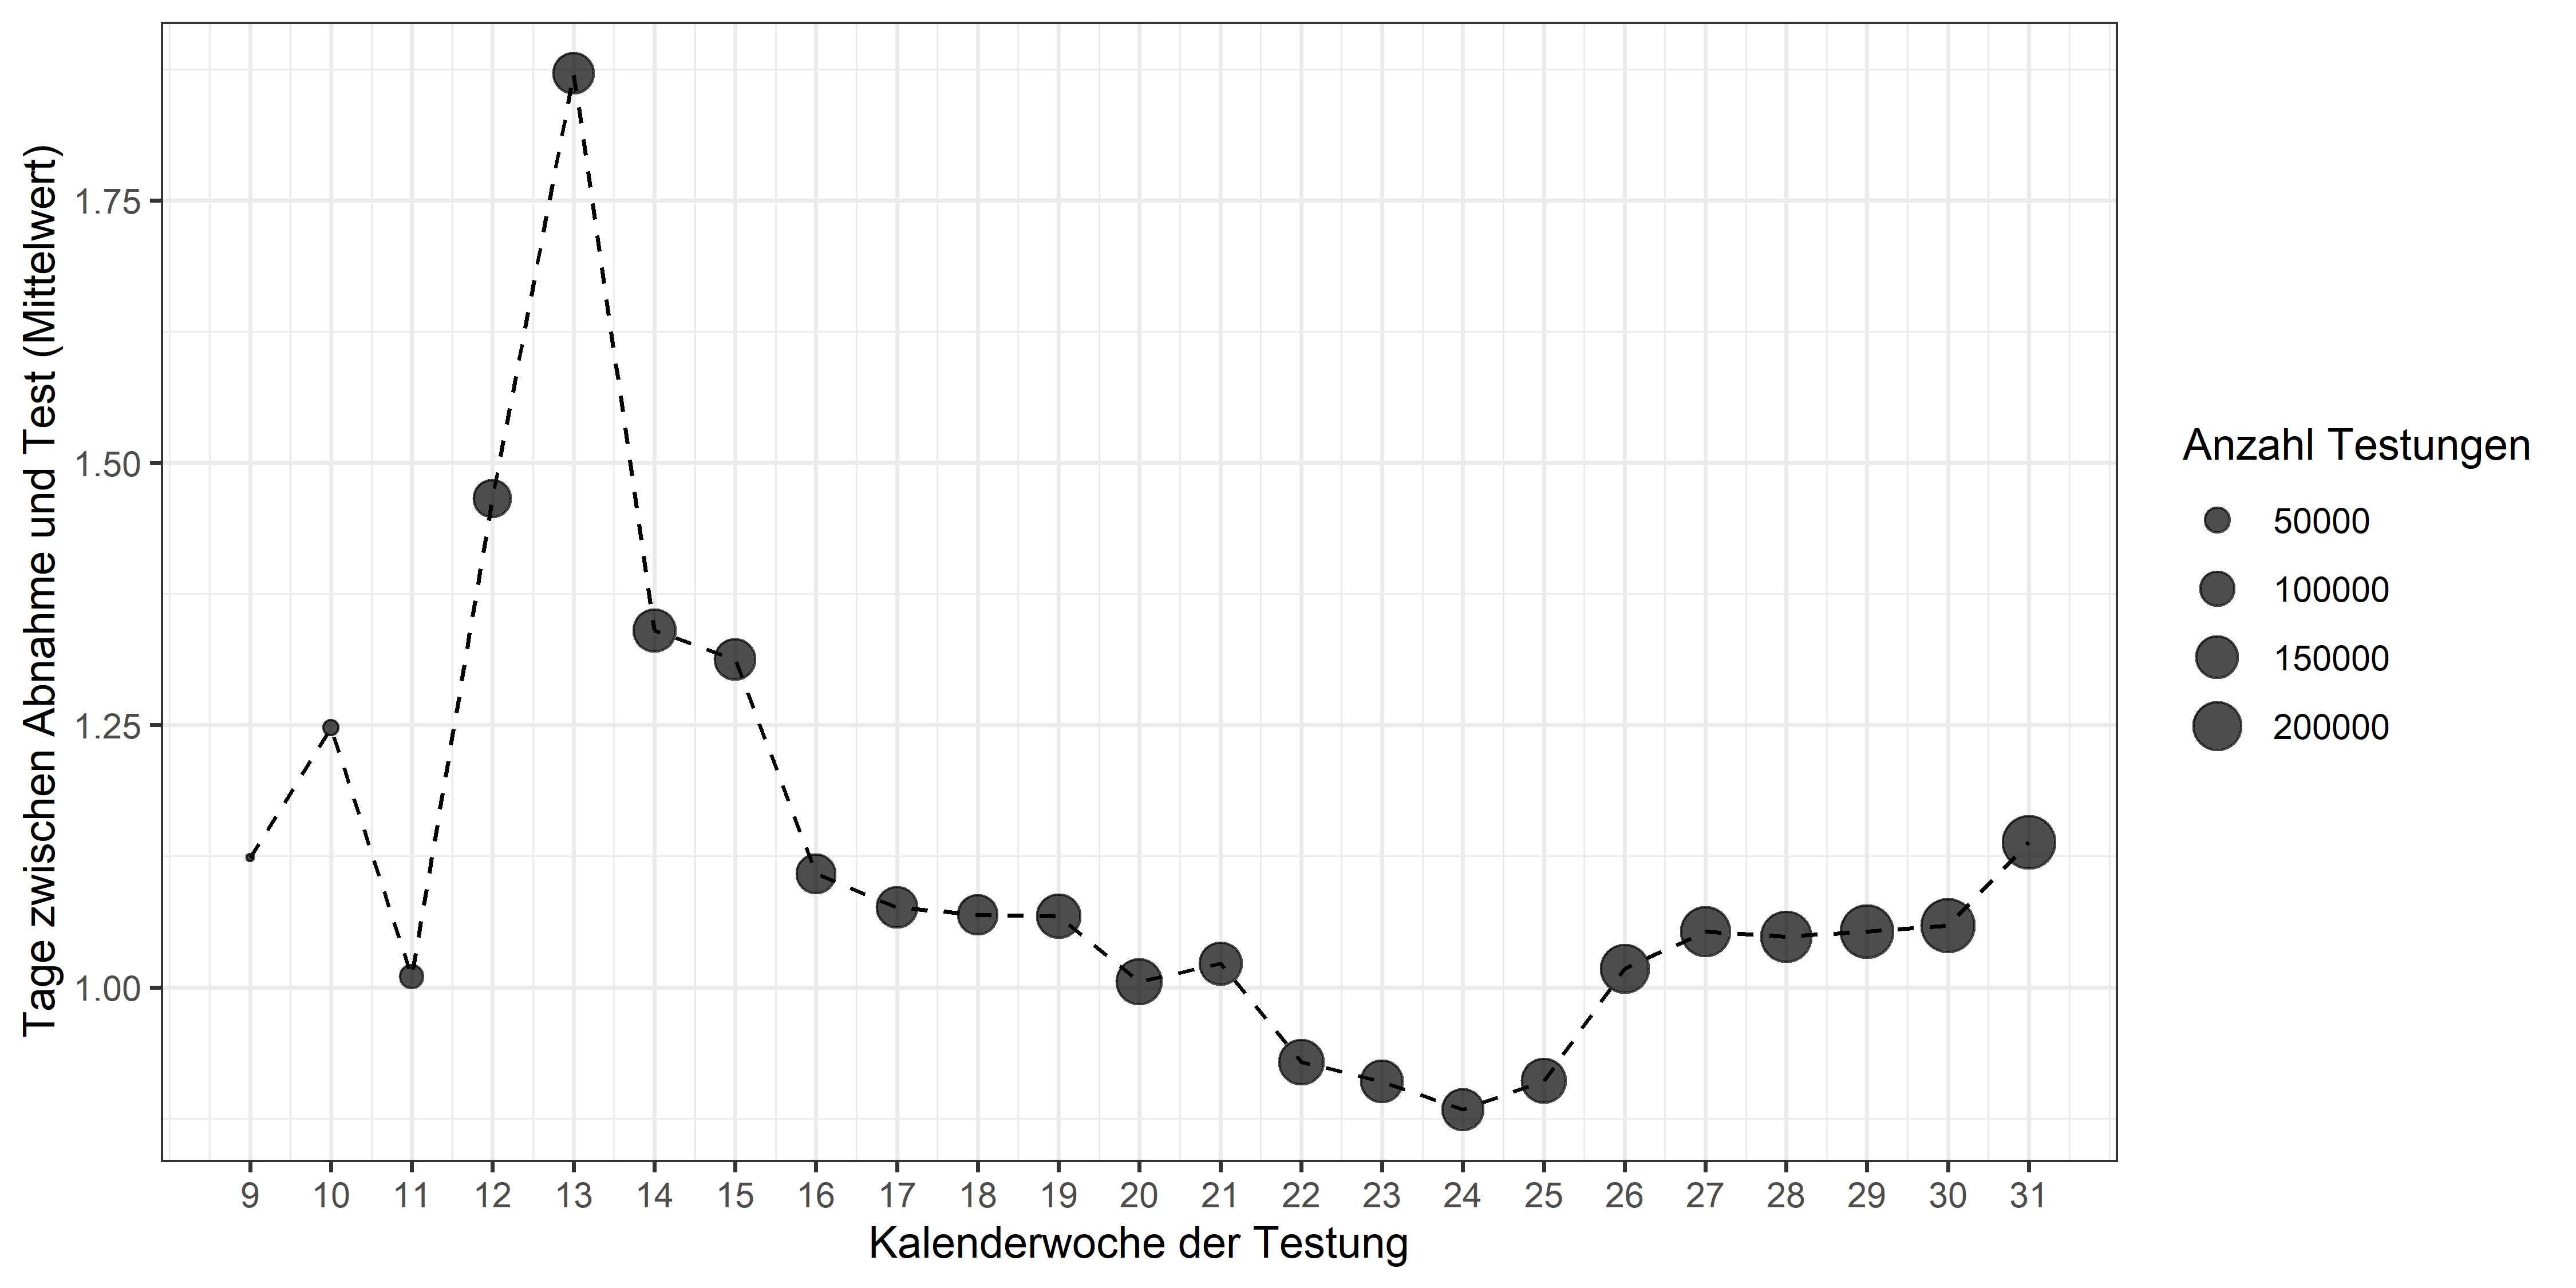 Tage zwischen Abnahme und Test (Mittelwert)
1.75
1.50
1.25
1.00
9 10 11 12 13 14 15 16 17 18 19 20 21 22 23 24 25 26 27 28 29 30 31
Kalenderwoche der Testung
Anzahl Testungen
50000
100000
150000
200000